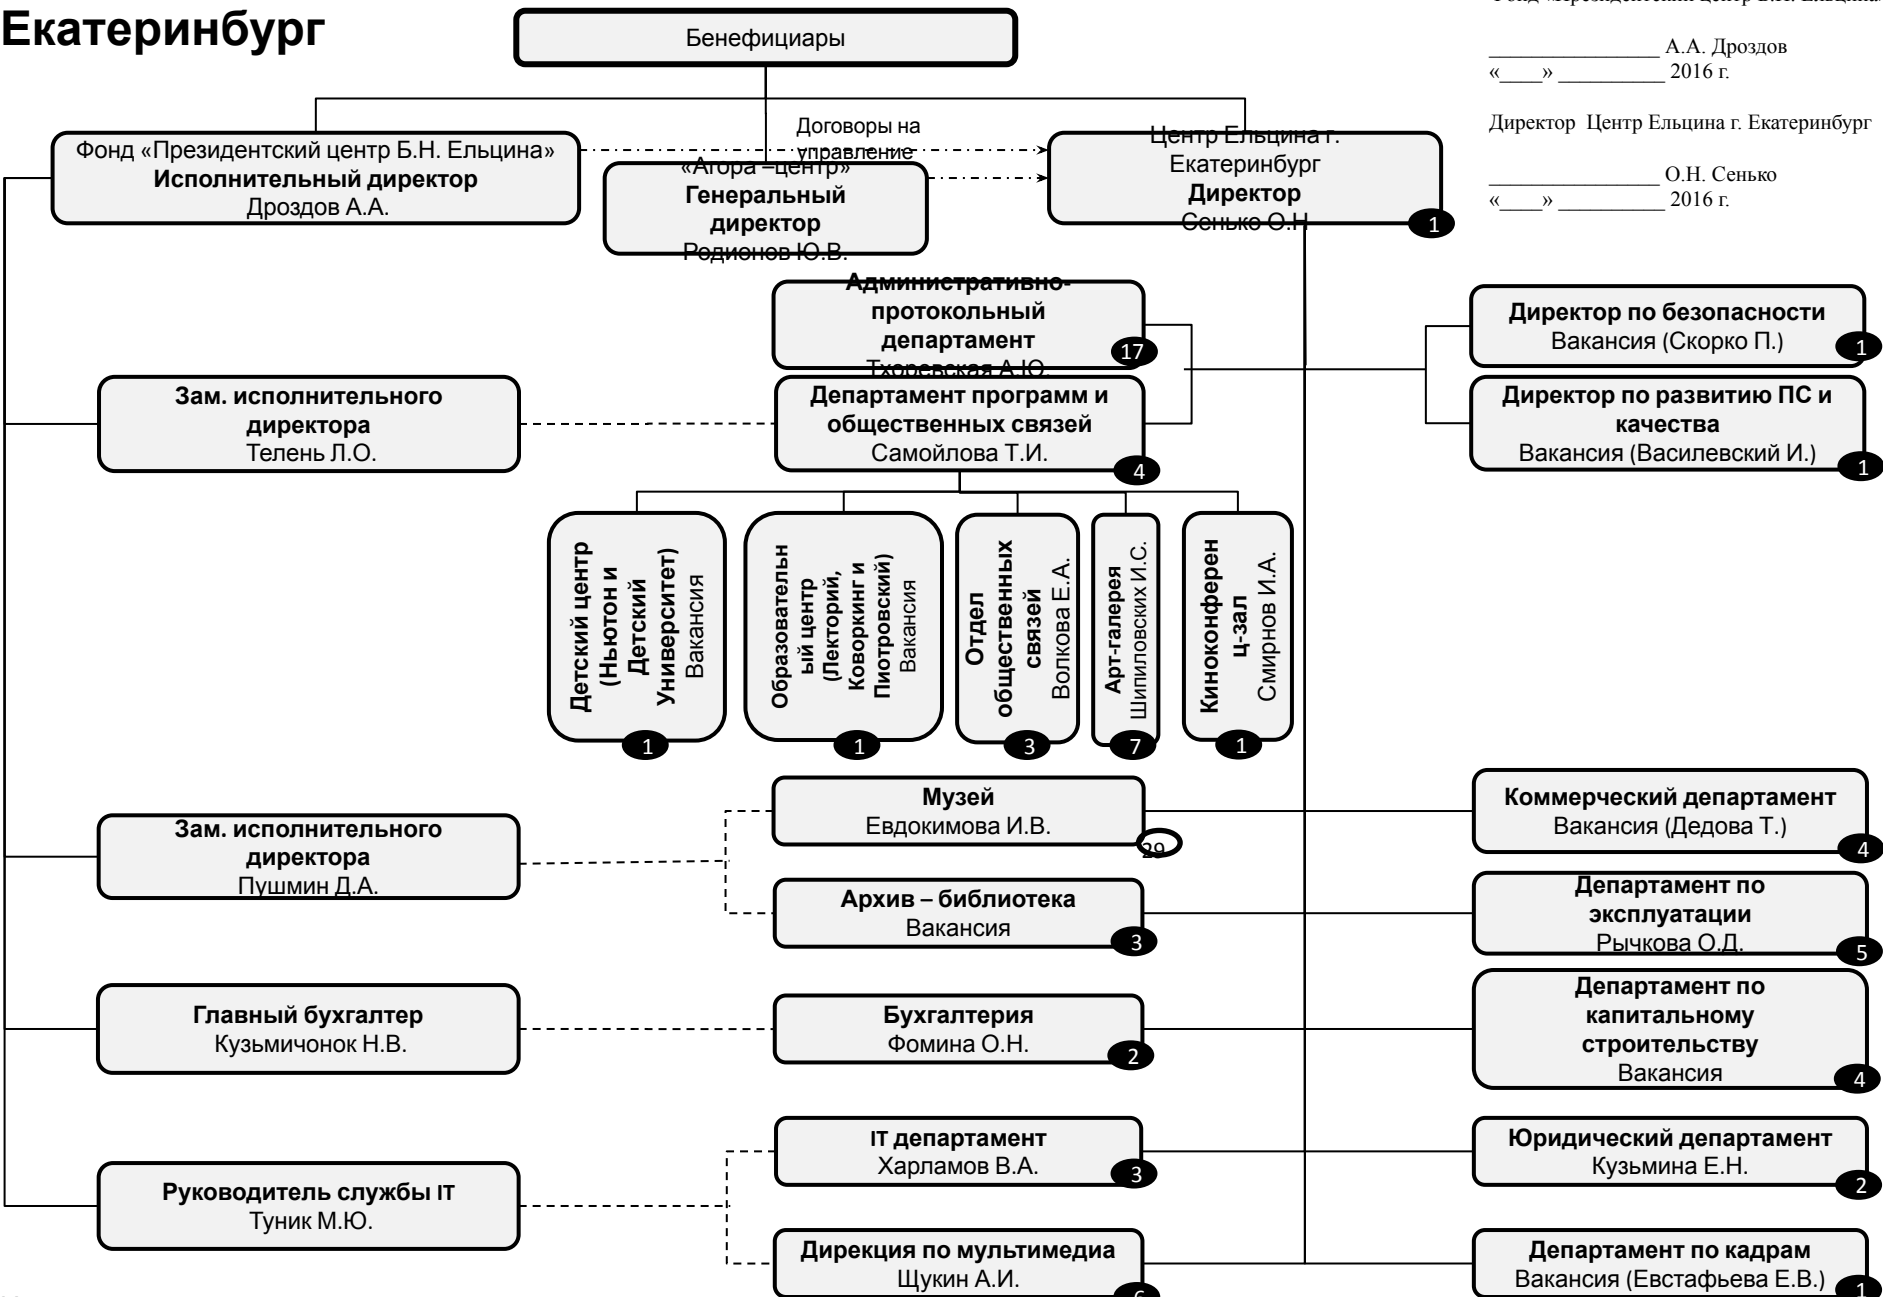 Екатеринбург
Бенефициары
А.А. Дроздов
«____» __________ 2016 г.
Директор Центр Ельцина г. Екатеринбург
О.Н. Сенько
«____» __________ 2016 г.
Фонд «Президентский центр Б.Н. Ельцина»
Исполнительный директор
Дроздов А.А.
Договоры на
управление
«Агора –центр»
Генеральный
директор
Родионов Ю.В.
Центр Ельцина г.
Екатеринбург
Директор
Сенько О.Н
1
Административно-
протокольный
департамент
Тхоревская А.Ю.
17
Директор по безопасности
Вакансия (Скорко П.)
1
Зам. исполнительного
директора
Телень Л.О.
Департамент программ и
общественных связей
Самойлова Т.И.
4
Директор по развитию ПС и
качества
Вакансия (Василевский И.)
1
Детский центр
(Ньютон и
Детский
Университет)
Вакансия
1
Образовательн
ый центр
(Лекторий,
Коворкинг и
Пиотровский)
Вакансия
1
Отдел
общественных
связей
Волкова Е.А.
3
Арт-галерея
Шипиловских И.С.
7
Киноконферен
ц-зал
Смирнов И.А.
1
Зам. исполнительного
директора
Пушмин Д.А.
Музей
Евдокимова И.В.
29
Коммерческий департамент
Вакансия (Дедова Т.)
4
Архив – библиотека
Вакансия
3
Департамент по
эксплуатации
Рычкова О.Д.
5
Главный бухгалтер
Кузьмичонок Н.В.
Бухгалтерия
Фомина О.Н.
2
Департамент по
капитальному
строительству
Вакансия
4
Руководитель службы IT
Туник М.Ю.
IT департамент
Харламов В.А.
3
Юридический департамент
Кузьмина Е.Н.
2
Дирекция по мультимедиа
Щукин А.И.
6
Департамент по кадрам
Вакансия (Евстафьева Е.В.)
1